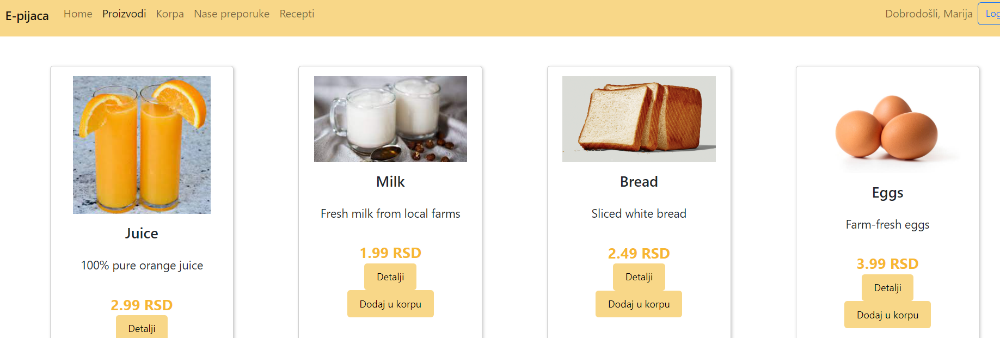 E-pijaca Home Proizvodi Korpa Nase preporuke Recepti Dobrodošli, Marija
Juice
100% pure orange juice
2.99 RSD
Detalji
Milk
Fresh milk from local farms
1.99 RSD
Detalji
Dodaj u korpu
Bread
Sliced white bread
2.49 RSD
Detalji
Dodaj u korpu
Eggs
Farm-fresh eggs
3.99 RSD
Detalji
Dodaj u korpu